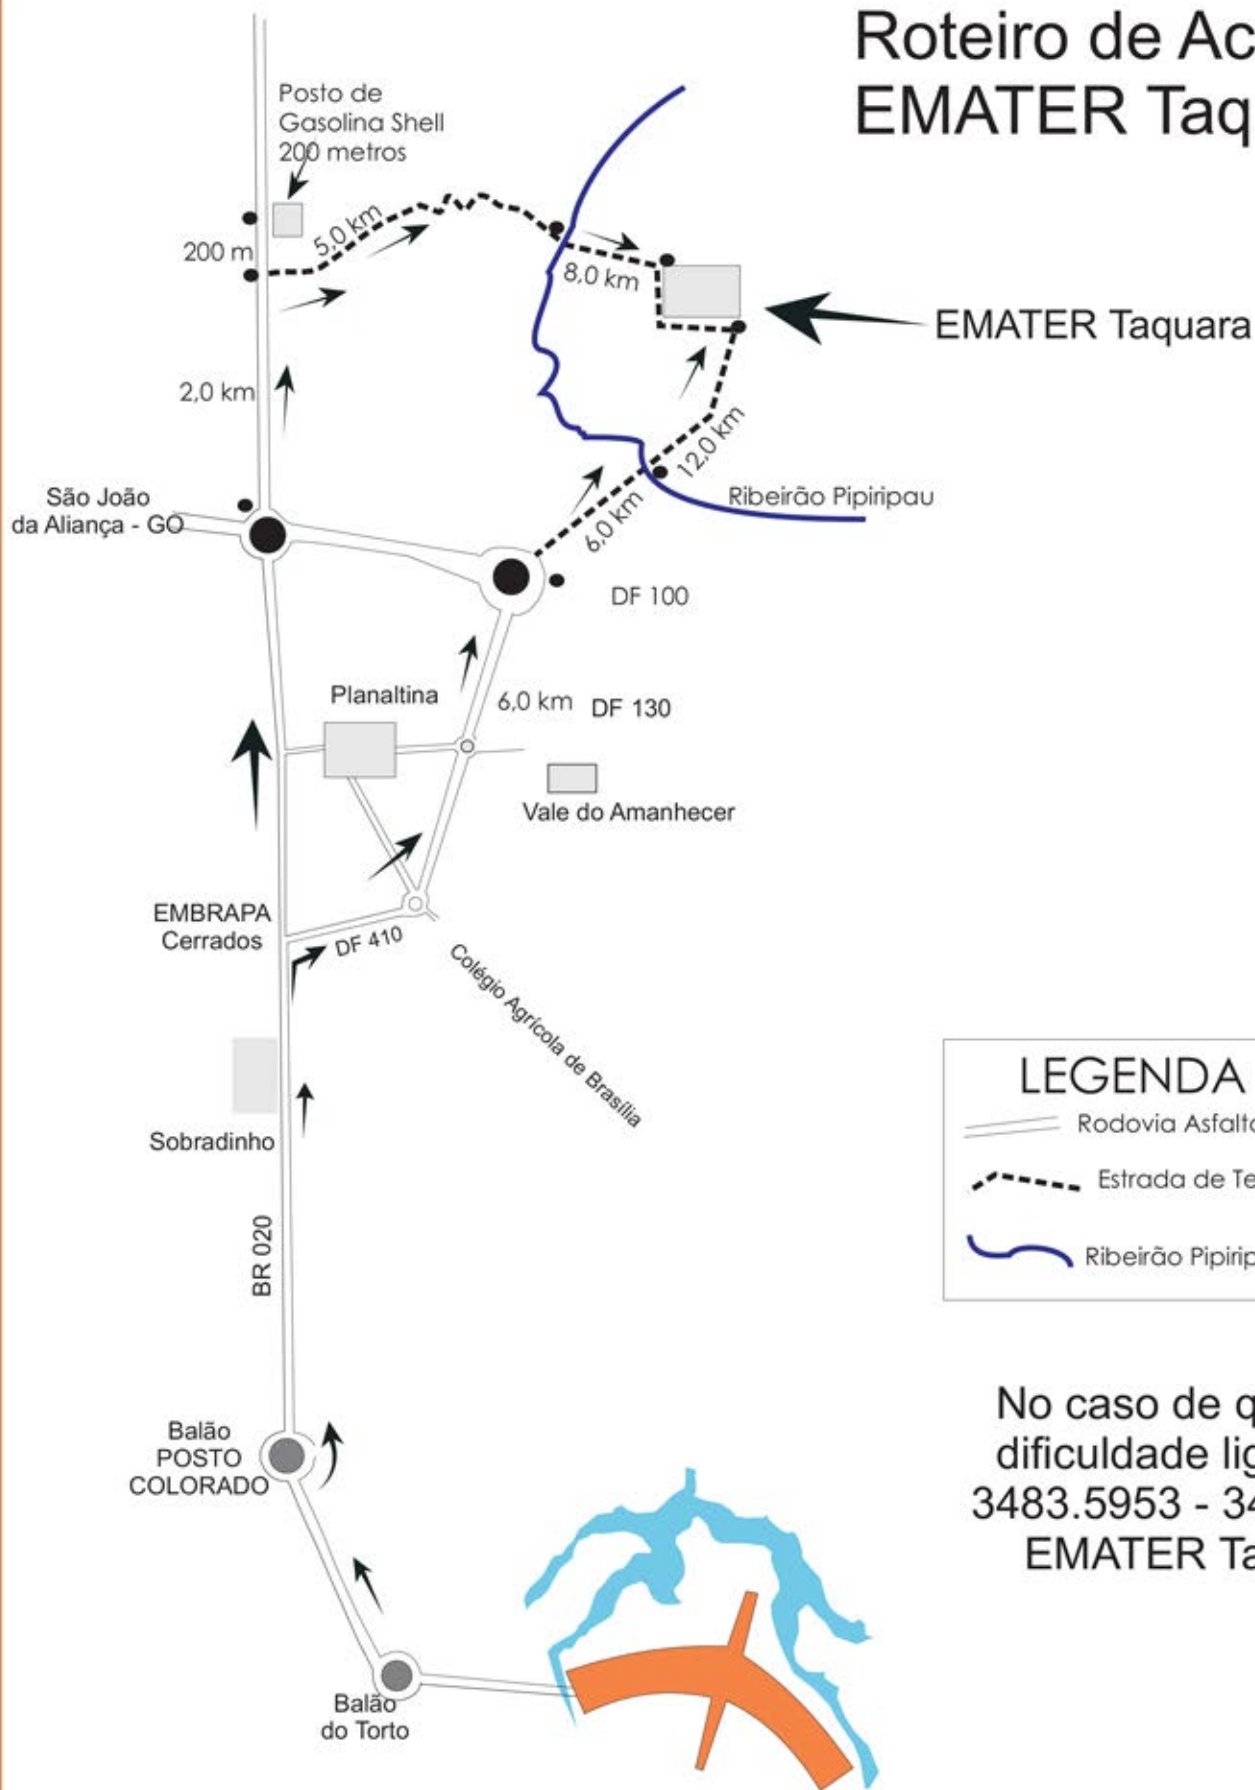 Roteiro de Ac
EMATER Taq
Posto de
Gasolina Shell
200 metros
200 m
5,0 km
8,0 km
EMATER Taquara
2,0 km
12,0 km
São João
da Aliança - GO
Ribeirão Pipiripau
6,0 km
DF 100
Planaltina
6,0 km
DF 130
Vale do Amanhecer
EMBRAPA
Cerrados
DF 410
Colégio Agrícola de Brasília
Sobradinho
BR 020
LEGENDA
Rodovia Asfalt
Estrada de Te
Ribeirão Pipirip
Balão
POSTO
COLORADO
No caso de q
dificuldade lig
3483.5953 - 34
EMATER Ta
Balão
do Torto